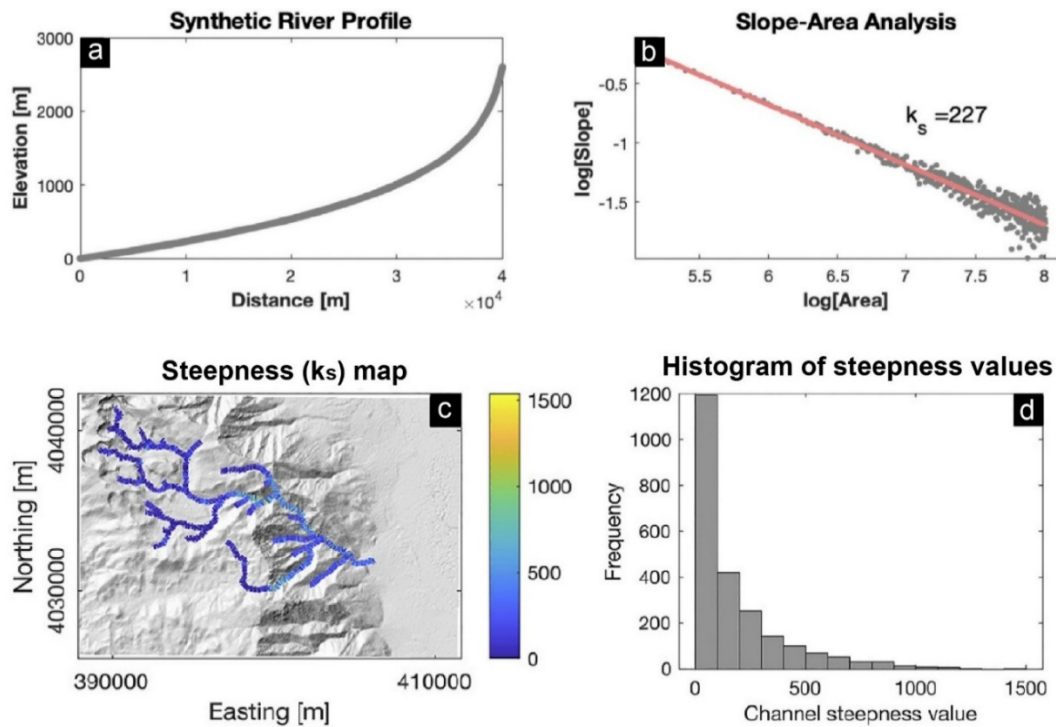 Synthetic River Profile
a
3000
2000
1000
0
Elevation [m]
0
1
2
3
4
×10⁴
Distance [m]
Slope-Area Analysis
b
-0.5
-1
-1.5
log[Slope]
kₛ =227
5.5
6
6.5
7
7.5
8
log[Area]
Steepness (kₛ) map
c
4040000
4030000
Northing [m]
390000
410000
Easting [m]
1500
1000
500
0
Histogram of steepness values
d
1200
1000
800
600
400
200
0
Frequency
0
500
1000
1500
Channel steepness value